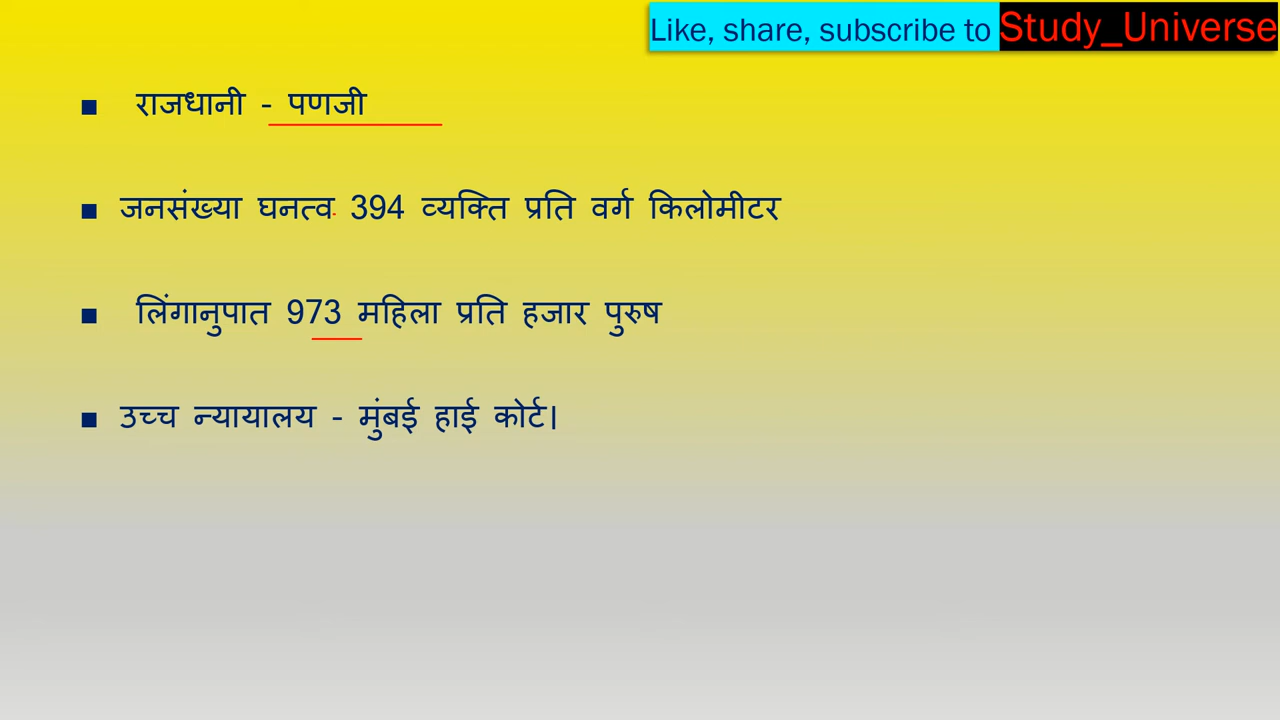 Like, share, subscribe to Study_Universe
▪ राजधानी - पणजी
▪ जनसंख्या घनत्व 394 व्यक्ति प्रति वर्ग किलोमीटर
▪ लिंगानुपात 973 महिला प्रति हजार पुरुष
▪ उच्च न्यायालय - मुंबई हाई कोर्ट।